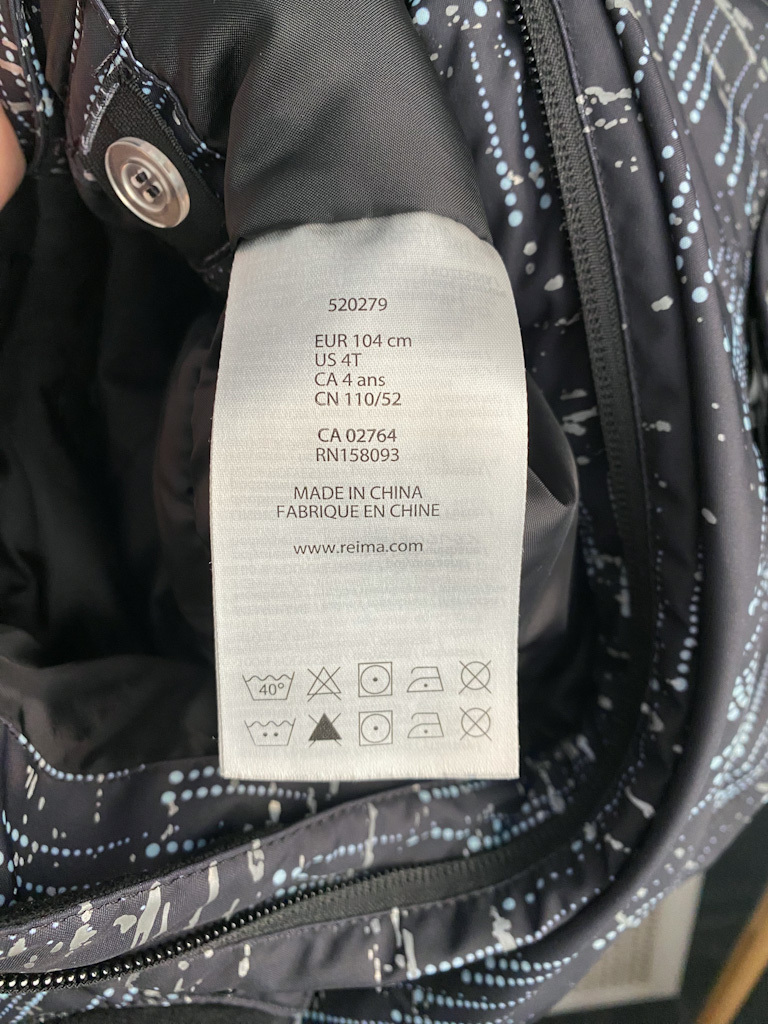 520279
EUR 104 cm
US 4T
CA 4 ans
CN 110/52
CA 02764
RN158093
MADE IN CHINA
FABRIQUE EN CHINE
www.reima.com
40°